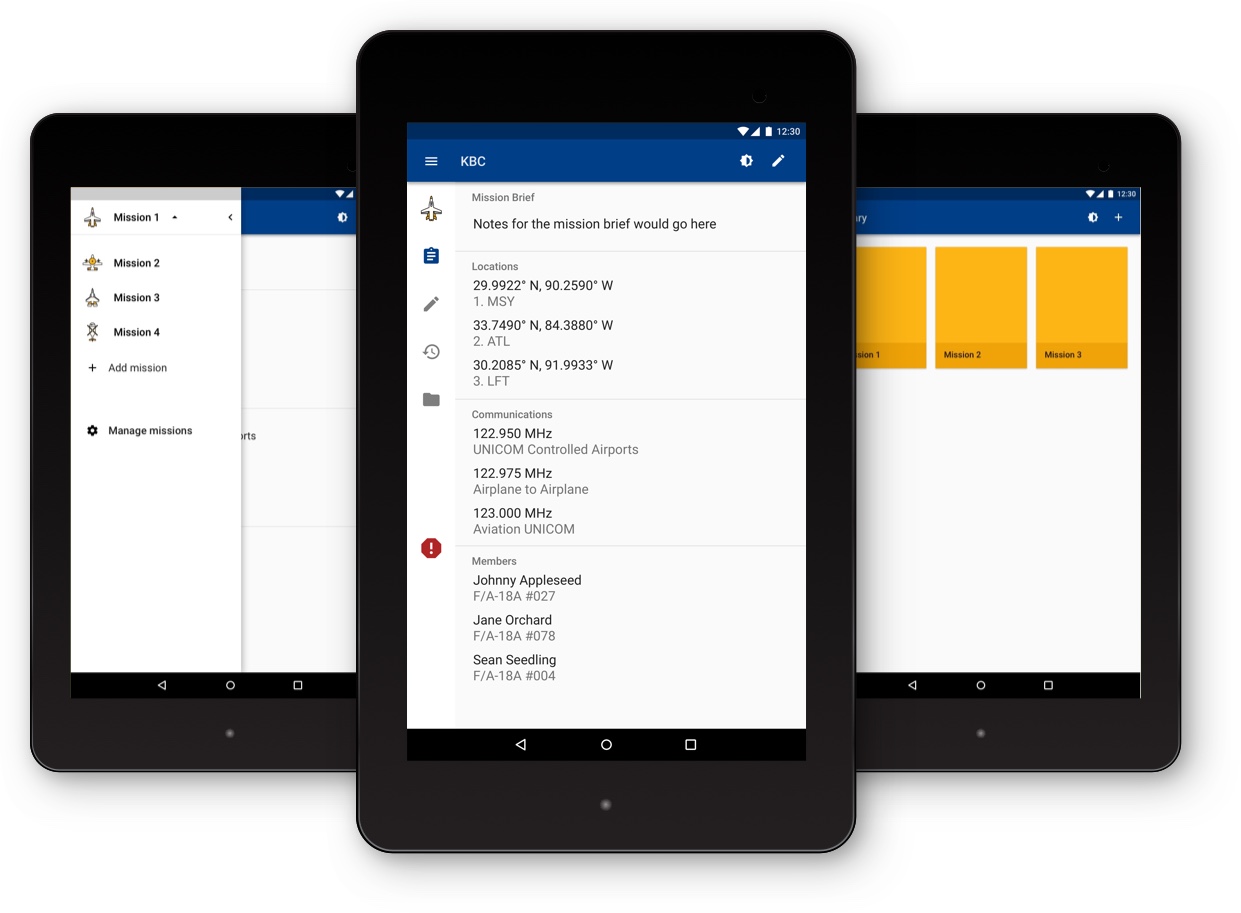 Mission 1
Mission 2
Mission 3
Mission 4
Add mission
Manage missions
orts
12:30
KBC
Mission Brief
Notes for the mission brief would go here
Locations
29.9922° N, 90.2590° W
1. MSY
33.7490° N, 84.3880° W
2. ATL
30.2085° N, 91.9933° W
3. LFT
Communications
122.950 MHz
UNICOM Controlled Airports
122.975 MHz
Airplane to Airplane
123.000 MHz
Aviation UNICOM
Members
Johnny Appleseed
F/A-18A #027
Jane Orchard
F/A-18A #078
Sean Seedling
F/A-18A #004
12:30
ry
sion 1
Mission 2
Mission 3